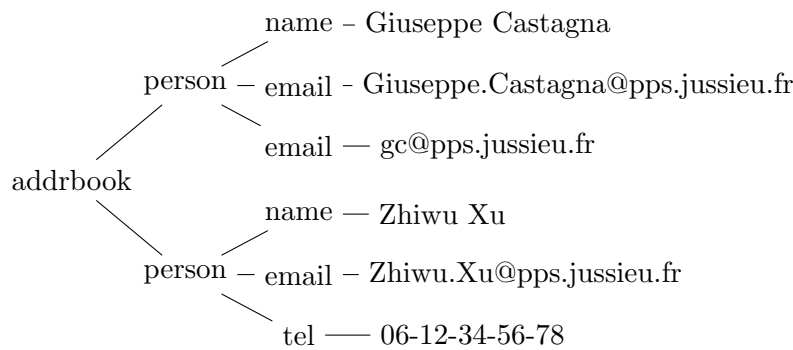 name Giuseppe Castagna
person email Giuseppe.Castagna@pps.jussieu.fr
email gc@pps.jussieu.fr
addrbook
name Zhiwu Xu
person email Zhiwu.Xu@pps.jussieu.fr
tel 06-12-34-56-78